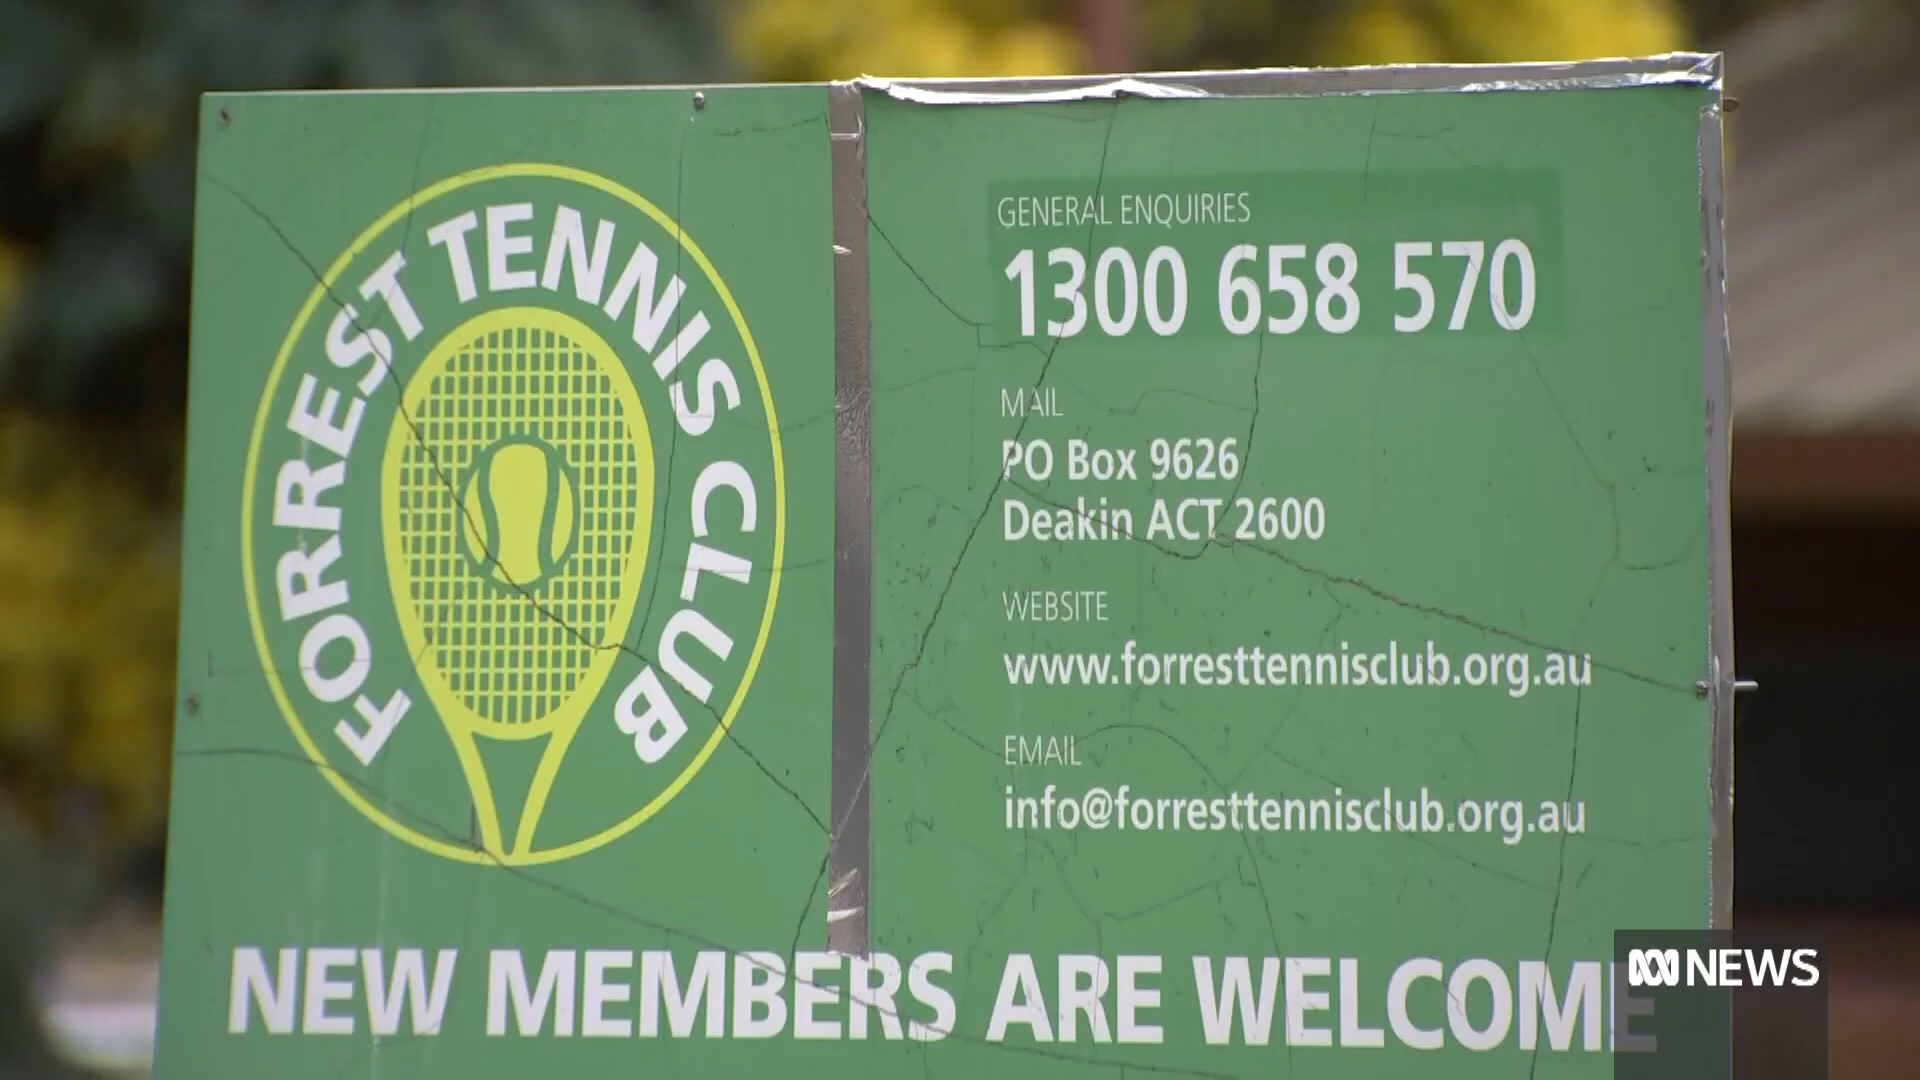 FORREST TENNIS CLUB
GENERAL ENQUIRIES
1300 658 570
MAIL
PO Box 9626
Deakin ACT 2600
WEBSITE
www.forresttennisclub.org.au
EMAIL
info@forresttennisclub.org.au
NEW MEMBERS ARE WELCOME
NEWS